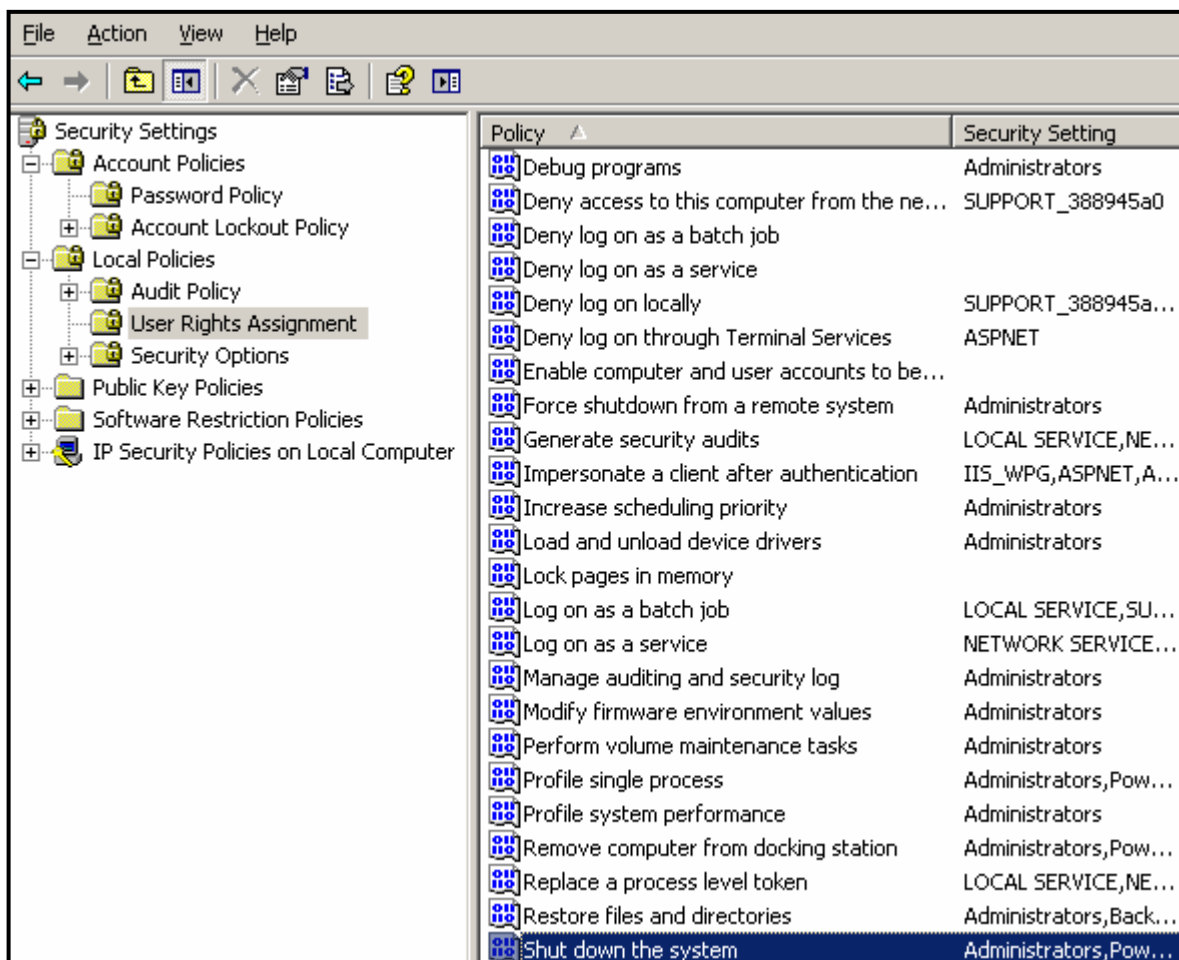 File Action View Help
Security Settings
Account Policies
Password Policy
Account Lockout Policy
Local Policies
Audit Policy
User Rights Assignment
Security Options
Public Key Policies
Software Restriction Policies
IP Security Policies on Local Computer
Policy Security Setting
Debug programs Administrators
Deny access to this computer from the ne... SUPPORT_388945a0
Deny log on as a batch job
Deny log on as a service
Deny log on locally SUPPORT_388945a...
Deny log on through Terminal Services ASPNET
Enable computer and user accounts to be...
Force shutdown from a remote system Administrators
Generate security audits LOCAL SERVICE,NE...
Impersonate a client after authentication IIS_WPG,ASPNET,A...
Increase scheduling priority Administrators
Load and unload device drivers Administrators
Lock pages in memory
Log on as a batch job LOCAL SERVICE,SU...
Log on as a service NETWORK SERVICE...
Manage auditing and security log Administrators
Modify firmware environment values Administrators
Perform volume maintenance tasks Administrators
Profile single process Administrators,Pow...
Profile system performance Administrators
Remove computer from docking station Administrators,Pow...
Replace a process level token LOCAL SERVICE,NE...
Restore files and directories Administrators,Back...
Shut down the system Administrators,Pow...